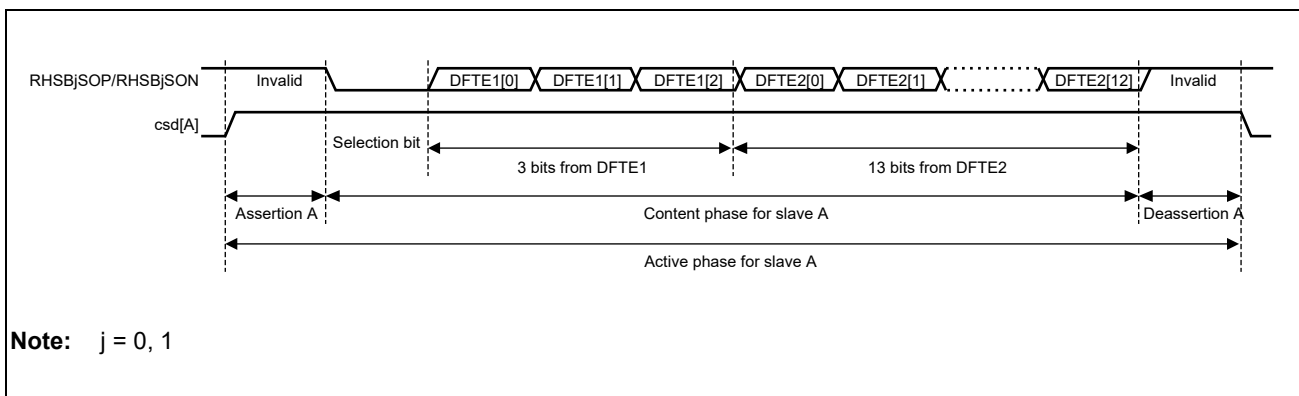 RHSBjSOP/RHSBjSON Invalid DFTE1[0] DFTE1[1] DFTE1[2] DFTE2[0] DFTE2[1] DFTE2[12] Invalid
csd[A]
Selection bit
3 bits from DFTE1 13 bits from DFTE2
Assertion A Content phase for slave A Deassertion A
Active phase for slave A
Note: j = 0, 1